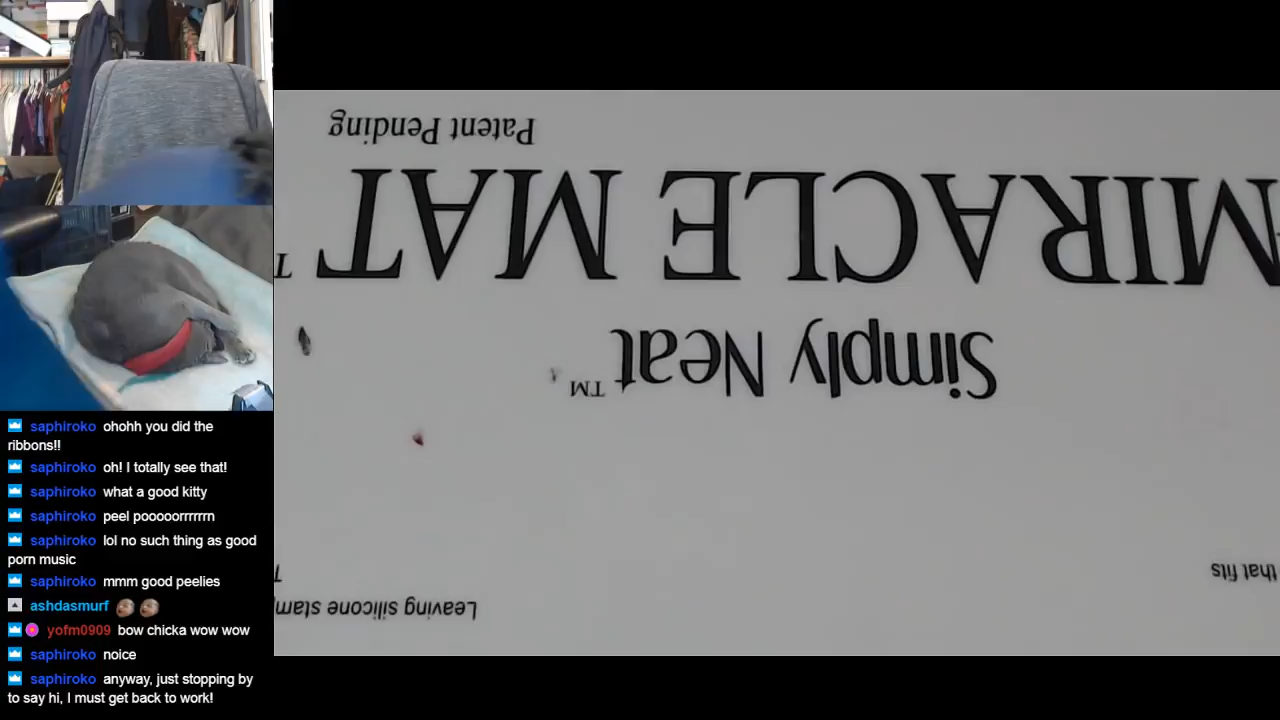 saphiroko ohohh you did the
ribbons!!
saphiroko oh! I totally see that!
saphiroko what a good kitty
saphiroko peel pooooorrrrrrn
saphiroko lol no such thing as good
porn music
saphiroko mmm good peelies
ashdasmurf
yofm0909 bow chicka wow wow
saphiroko noice
saphiroko anyway, just stopping by
to say hi, I must get back to work!
that fits
Leaving silicone stam
T
Simply Neat™
MIRACLE MAT
T
Patent Pending